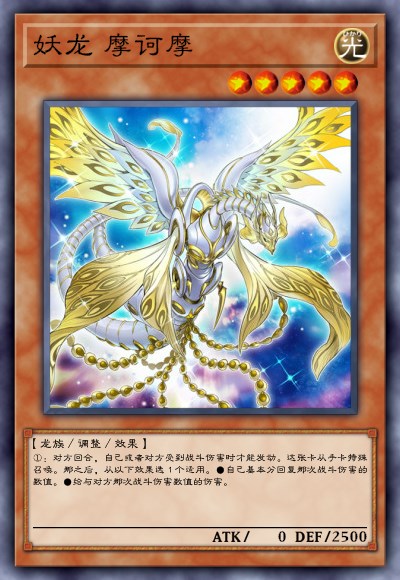 妖龙 摩诃摩
ひかり
光
【龙族／调整／效果】
①：对方回合，自己或者对方受到战斗伤害时才能发动。这张卡从手卡特殊
召唤。那之后，从以下效果选1个适用。●自己基本分回复那次战斗伤害的
数值。●给与对方那次战斗伤害数值的伤害。
ATK/ 0 DEF/2500